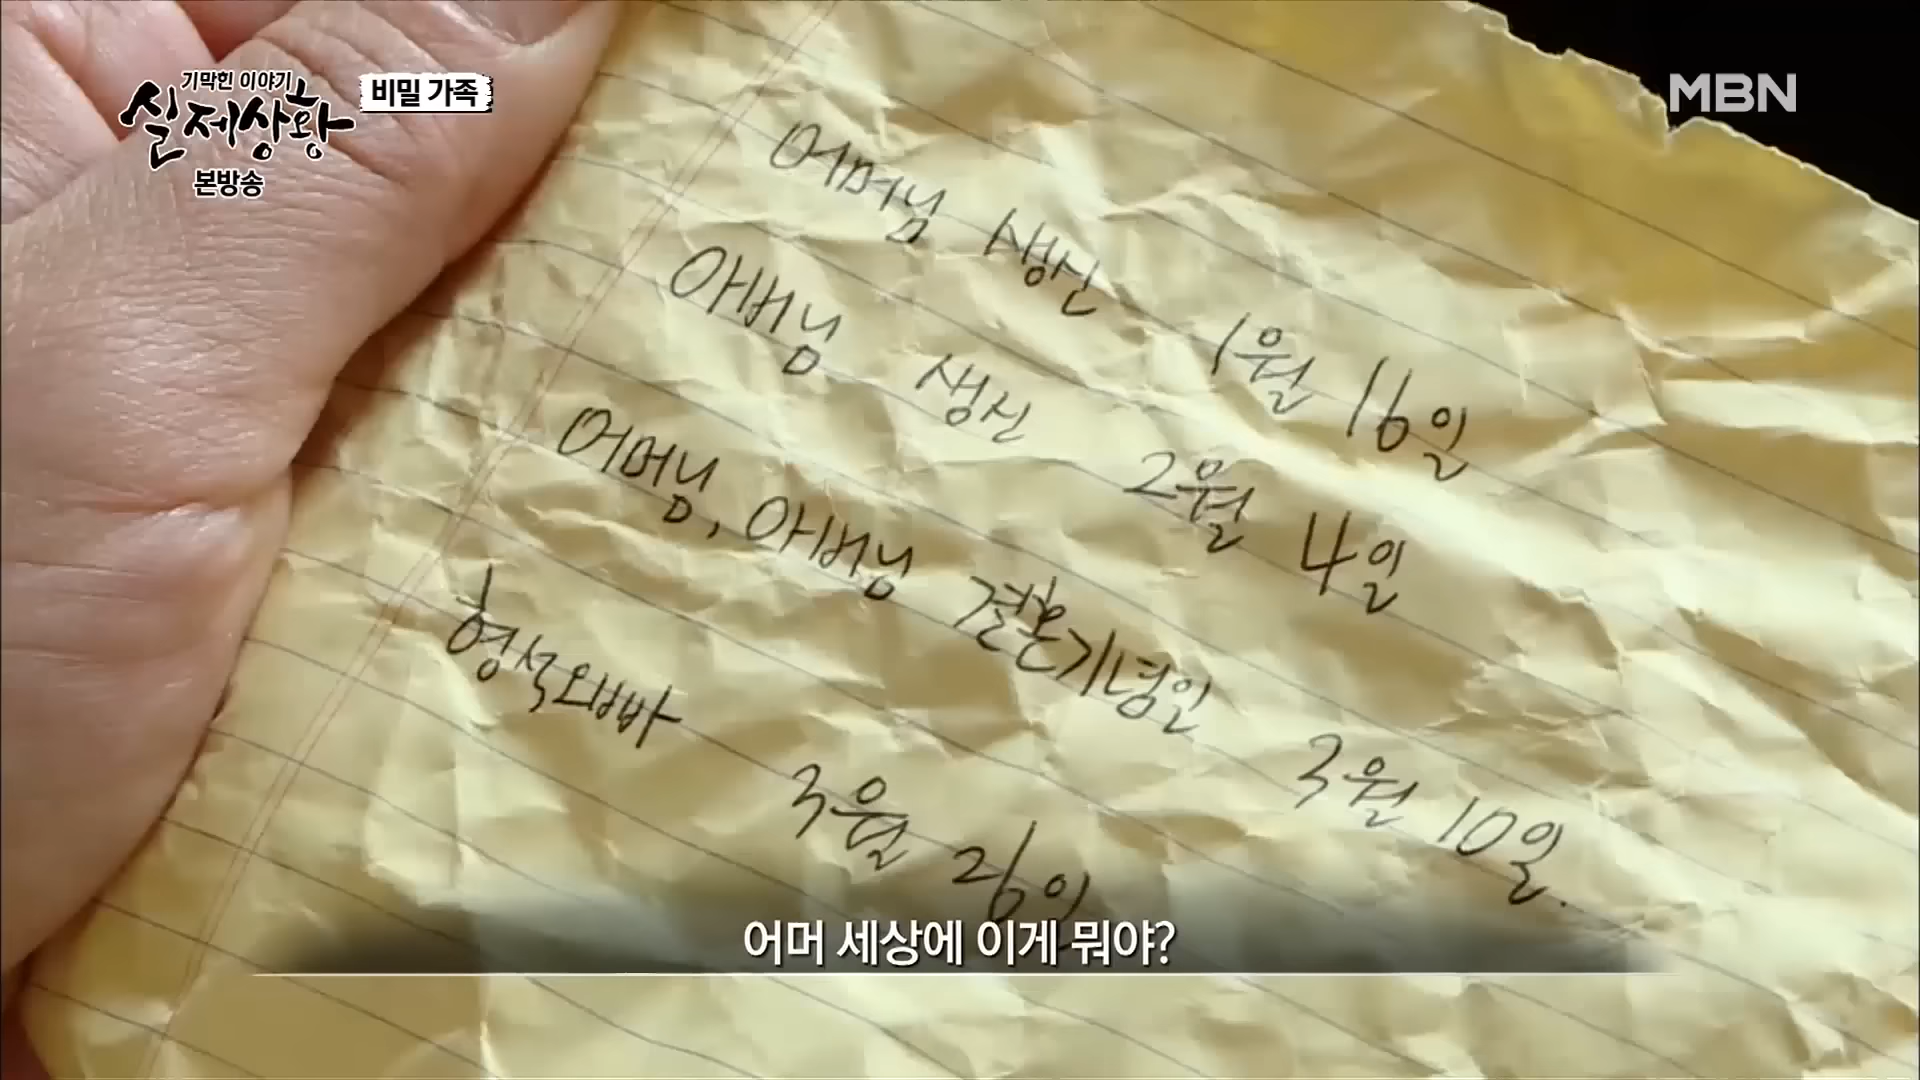 기막힌 이야기
실제상황
본방송
비밀 가족
MBN
어머님 생신 1월 16일
아버님 생신 2월 4일
어머님, 아버님 결혼기념일 3월 10일.
형석오빠 3월 26일
어머 세상에 이게 뭐야?